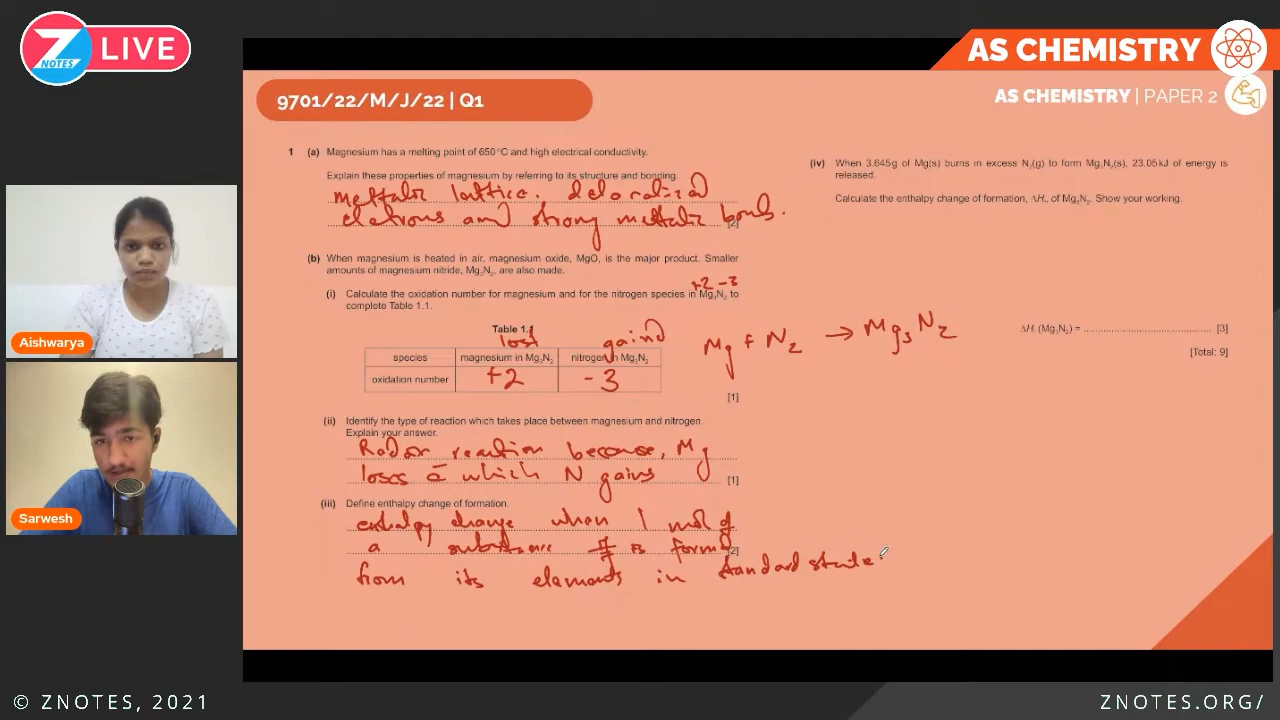 Z NOTES LIVE
AS CHEMISTRY
9701/22/M/J/22 | Q1
AS CHEMISTRY | PAPER 2
1 (a) Magnesium has a melting point of 650°C and high electrical conductivity.
Explain these properties of magnesium by referring to its structure and bonding.
mettalic lattice. delocalized
eletrons and strong mettalic bonds.
[2]
(b) When magnesium is heated in air, magnesium oxide, MgO, is the major product. Smaller
amounts of magnesium nitride, Mg₃N₂, are also made.
+2 -3
(i) Calculate the oxidation number for magnesium and for the nitrogen species in Mg₃N₂ to
complete Table 1.1.
Table 1.1
lost gained
species magnesium in Mg₃N₂ nitrogen in Mg₃N₂
oxidation number +2 -3
[1]
Mg + N₂ → Mg₃N₂
(ii) Identify the type of reaction which takes place between magnesium and nitrogen.
Explain your answer.
Redox reaction because, Mg
loses e⁻ which N gains
[1]
(iii) Define enthalpy change of formation.
enthalpy change when 1 mol of
a substance is formed
[2]
from its elements in standard state.
(iv) When 3.645g of Mg(s) burns in excess N₂(g) to form Mg₃N₂(s), 23.05kJ of energy is
released.
Calculate the enthalpy change of formation, ΔHf, of Mg₃N₂. Show your working.
ΔHf (Mg₃N₂) = .............................................. [3]
[Total: 9]
Aishwarya
Sarwesh
© ZNOTES, 2021
ZNOTES.ORG/